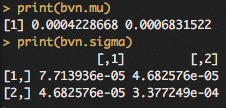 > print(bvn.mu)
[1] 0.0004228668 0.0006831522
> print(bvn.sigma)
[,1] [,2]
[1,] 7.713936e-05 4.682576e-05
[2,] 4.682576e-05 3.377249e-04